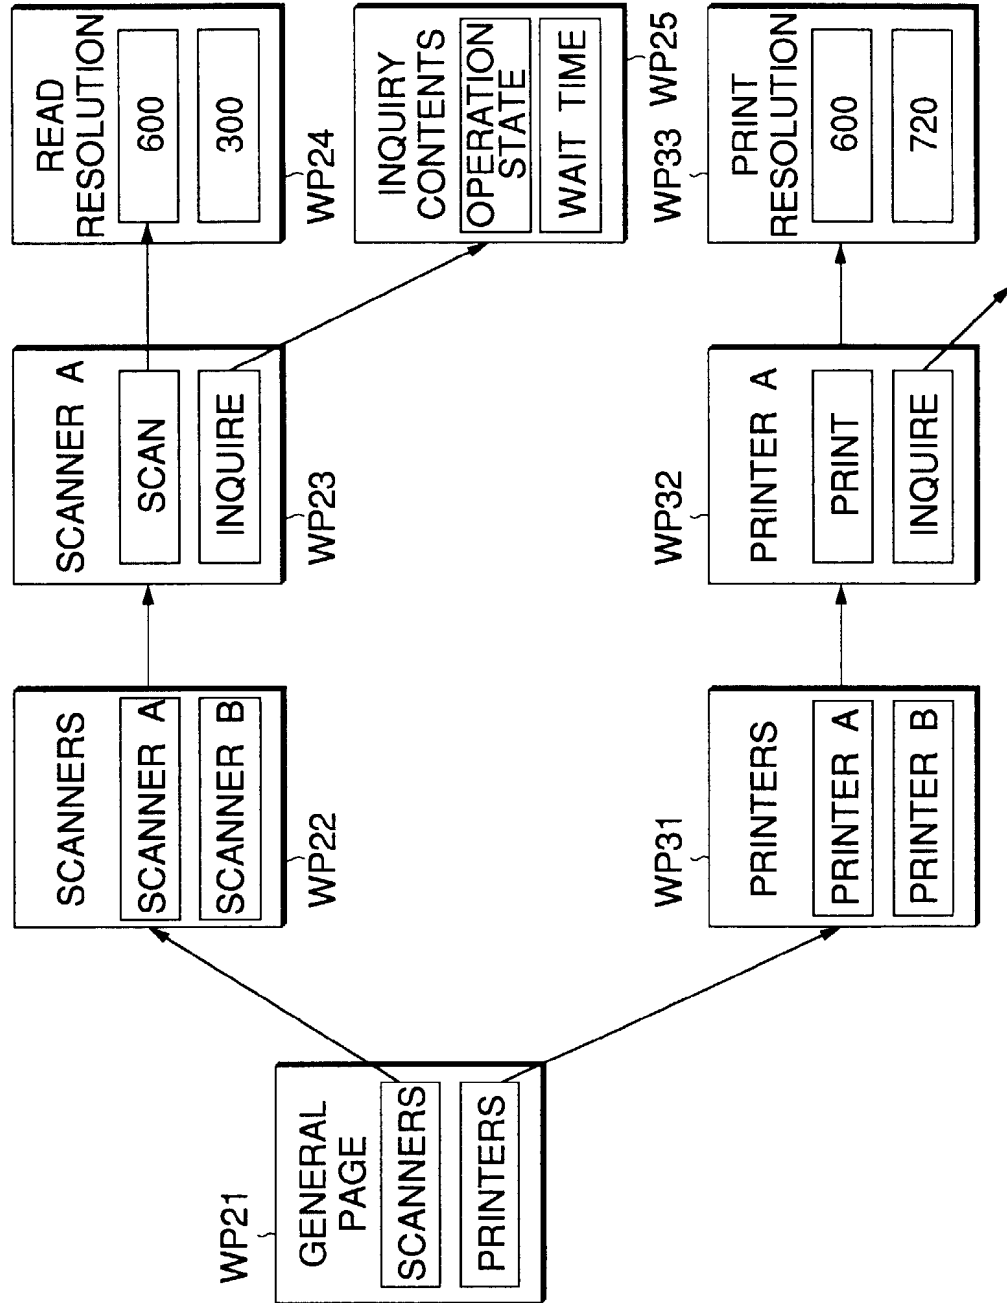 WP21
GENERAL
PAGE
SCANNERS
PRINTERS
SCANNERS
SCANNER A
SCANNER B
WP22
SCANNER A
SCAN
INQUIRE
WP23
READ
RESOLUTION
600
300
WP24
INQUIRY
CONTENTS
OPERATION
STATE
WAIT TIME
WP25
WP31
PRINTERS
PRINTER A
PRINTER B
WP32
PRINTER A
PRINT
INQUIRE
WP33
PRINT
RESOLUTION
600
720